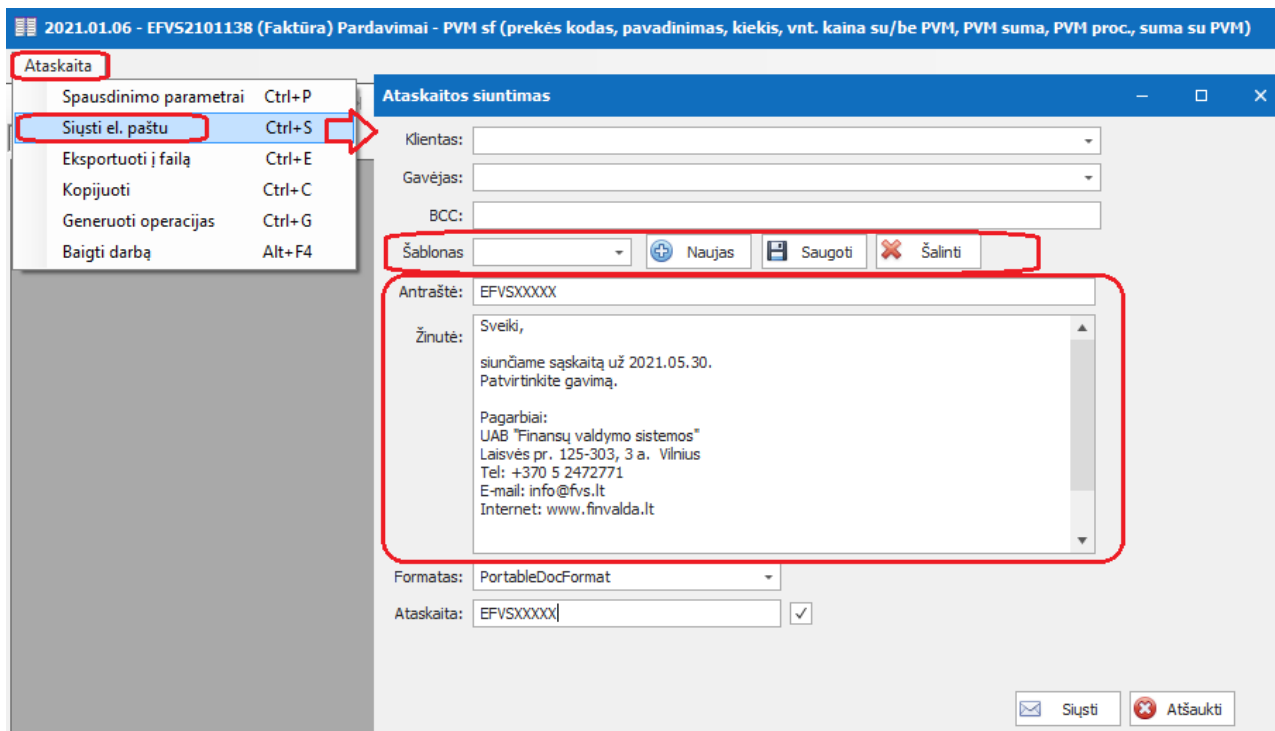 2021.01.06 - EFVS2101138 (Faktūra) Pardavimai - PVM sf (prekės kodas, pavadinimas, kiekis, vnt. kaina su/be PVM, PVM suma, PVM proc., suma su PVM)
Ataskaita
Spausdinimo parametrai Ctrl+P
Siųsti el. paštu Ctrl+S
Eksportuoti į failą Ctrl+E
Kopijuoti Ctrl+C
Generuoti operacijas Ctrl+G
Baigti darbą Alt+F4
Ataskaitos siuntimas
Klientas:
Gavėjas:
BCC:
Šablonas Naujas Saugoti Šalinti
Antraštė: EFVSXXXXX
Žinutė:
Sveiki,
siunčiame sąskaitą už 2021.05.30.
Patvirtinkite gavimą.
Pagarbiai:
UAB "Finansų valdymo sistemos"
Laisvės pr. 125-303, 3 a. Vilnius
Tel: +370 5 2472771
E-mail: info@fvs.lt
Internet: www.finvalda.lt
Formatas: PortableDocFormat
Ataskaita: EFVSXXXXX
Siųsti Atšaukti